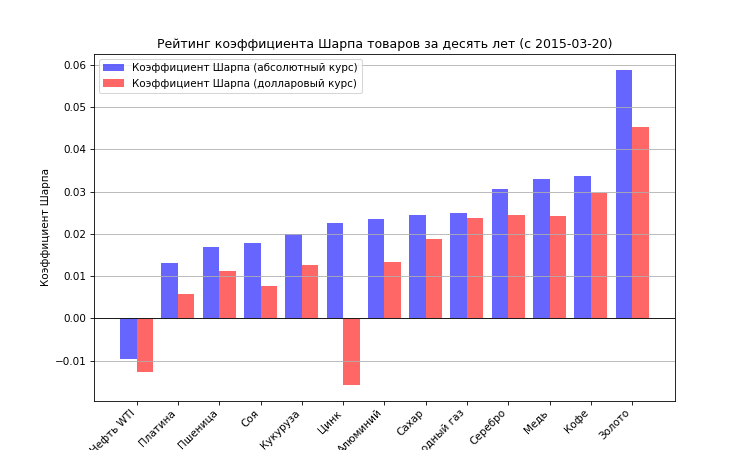 Рейтинг коэффициента Шарпа товаров за десять лет (с 2015-03-20)
Коэффициент Шарпа (абсолютный курс)
Коэффициент Шарпа (долларовый курс)
Коэффициент Шарпа
0.06
0.05
0.04
0.03
0.02
0.01
0.00
−0.01
Нефть WTI
Платина
Пшеница
Соя
Кукуруза
Цинк
Алюминий
Сахар
одный газ
Серебро
Медь
Кофе
Золото